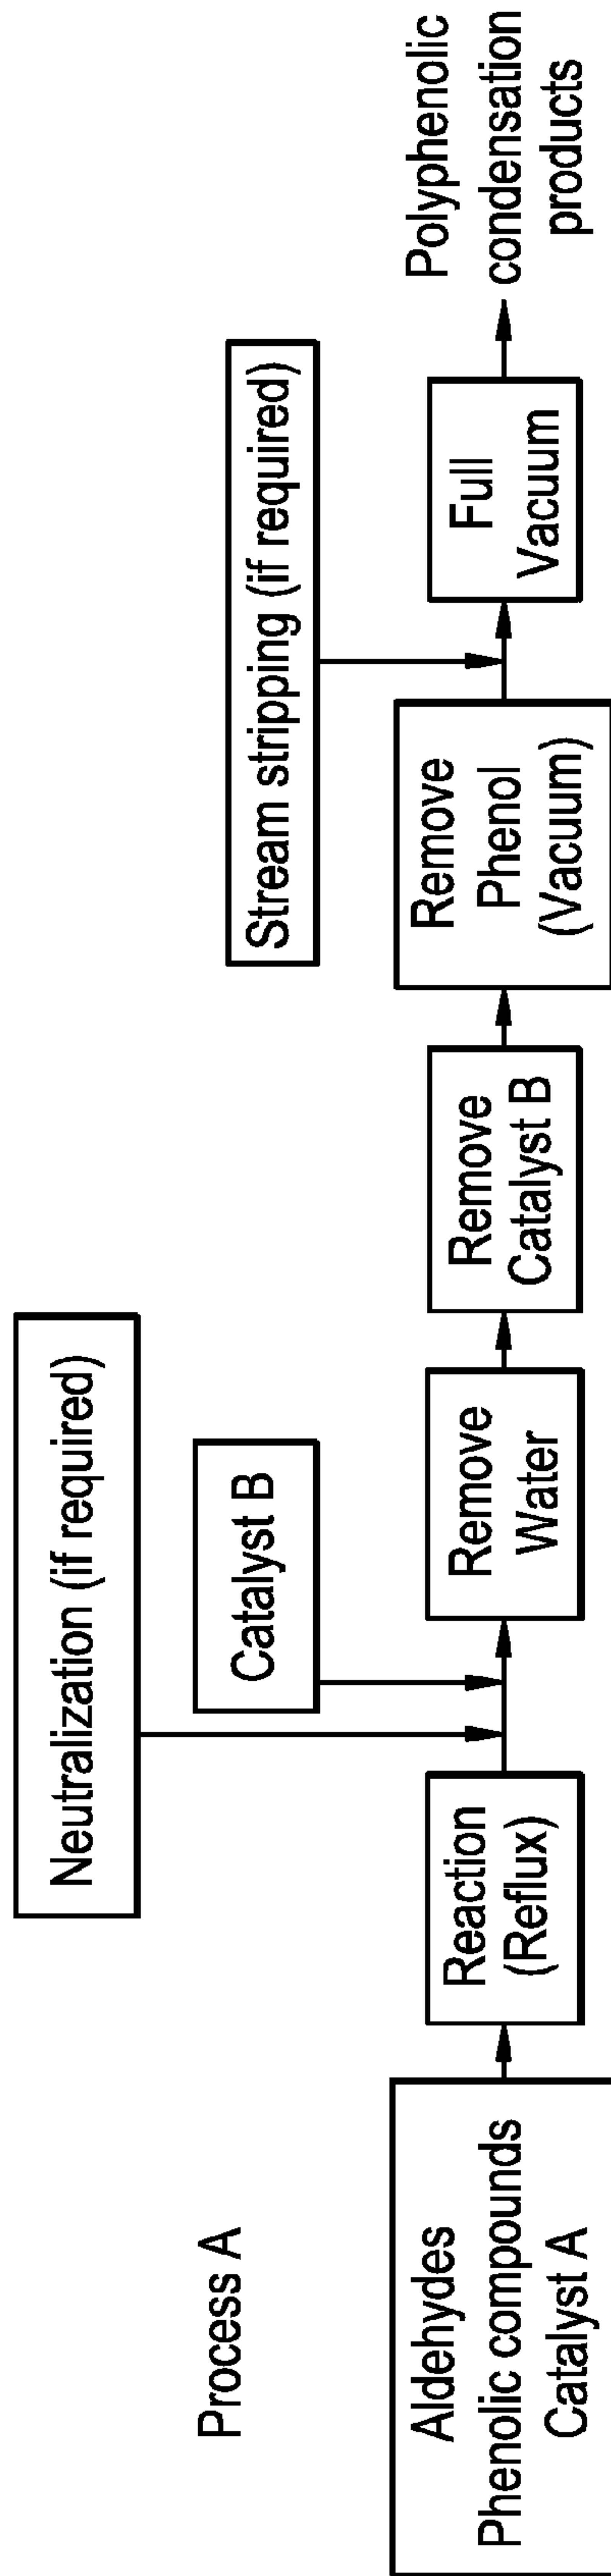 Process A
Neutralization (if required)
Catalyst B
Stream stripping (if required)
Aldehydes
Phenolic compounds
Catalyst A
Reaction
(Reflux)
Remove
Water
Remove
Catalyst B
Remove
Phenol
(Vacuum)
Full
Vacuum
Polyphenolic
condensation
products